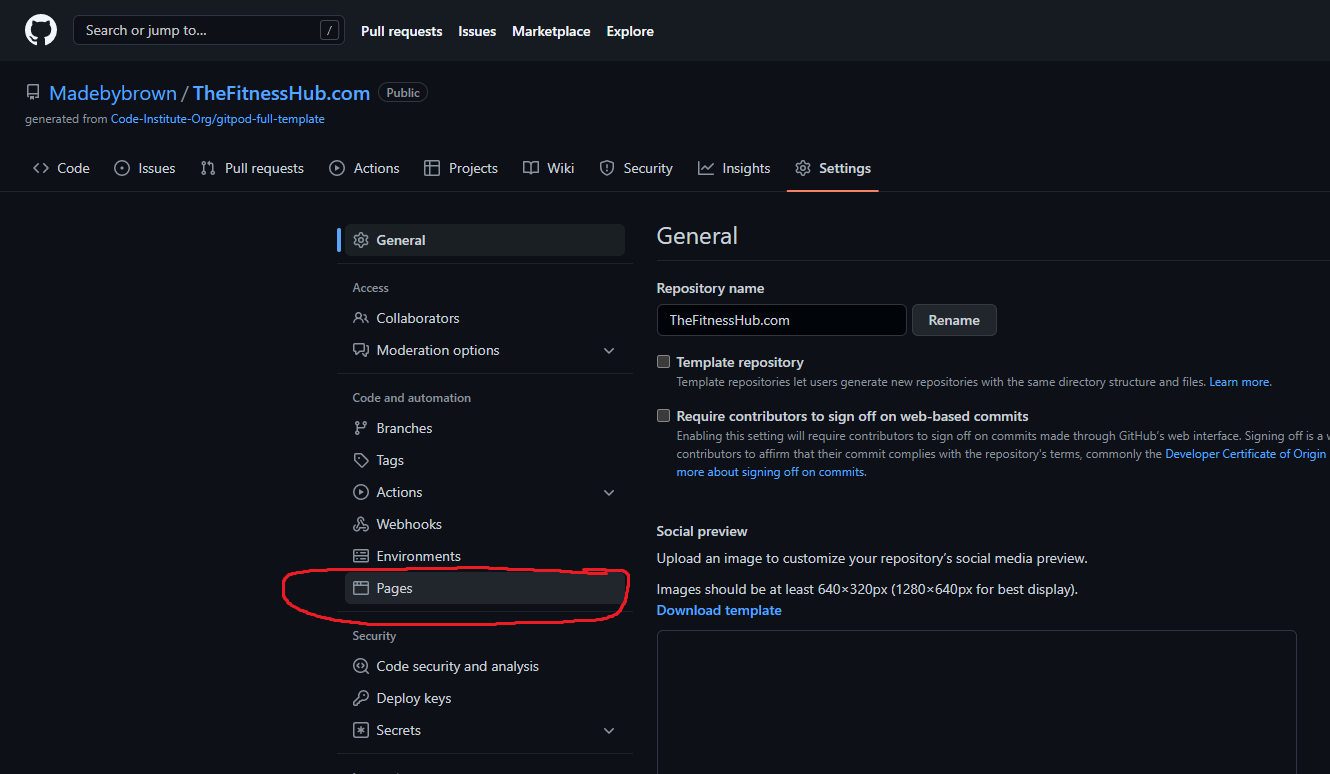 Search or jump to... /
Pull requests Issues Marketplace Explore
Madebybrown / TheFitnessHub.com Public
generated from Code-Institute-Org/gitpod-full-template
Code Issues Pull requests Actions Projects Wiki Security Insights Settings
General
Access
Collaborators
Moderation options
Code and automation
Branches
Tags
Actions
Webhooks
Environments
Pages
Security
Code security and analysis
Deploy keys
Secrets
General
Repository name
TheFitnessHub.com Rename
Template repository
Template repositories let users generate new repositories with the same directory structure and files. Learn more.
Require contributors to sign off on web-based commits
Enabling this setting will require contributors to sign off on commits made through GitHub's web interface. Signing off is a
contributors to affirm that their commit complies with the repository's terms, commonly the Developer Certificate of Origin
more about signing off on commits.
Social preview
Upload an image to customize your repository's social media preview.
Images should be at least 640×320px (1280×640px for best display).
Download template